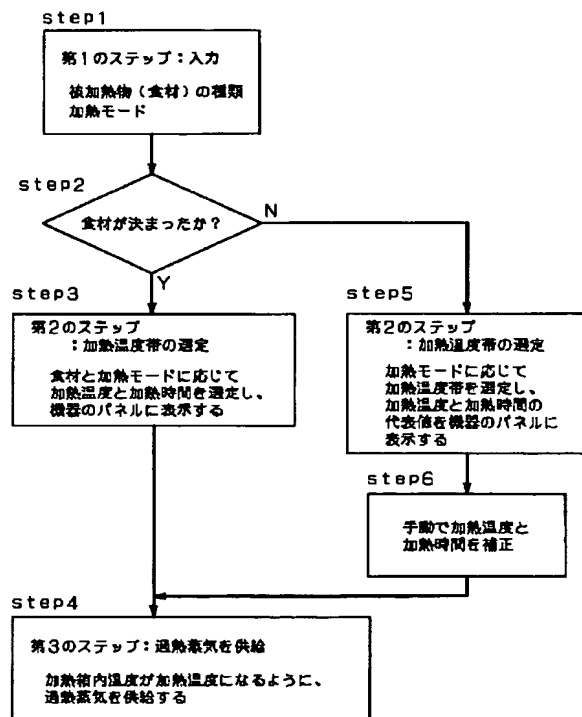 step1
第1のステップ：入力
被加熱物（食材）の種類
加熱モード
step2
食材が決まったか？
N
Y
step3
第2のステップ
：加熱温度帯の選定
食材と加熱モードに応じて
加熱温度と加熱時間を選定し、
機器のパネルに表示する
step5
第2のステップ
：加熱温度帯の選定
加熱モードに応じて
加熱温度帯を選定し、
加熱温度と加熱時間の
代表値を機器のパネルに
表示する
step6
手動で加熱温度と
加熱時間を補正
step4
第3のステップ：過熱蒸気を供給
加熱箱内温度が加熱温度になるように、
過熱蒸気を供給する